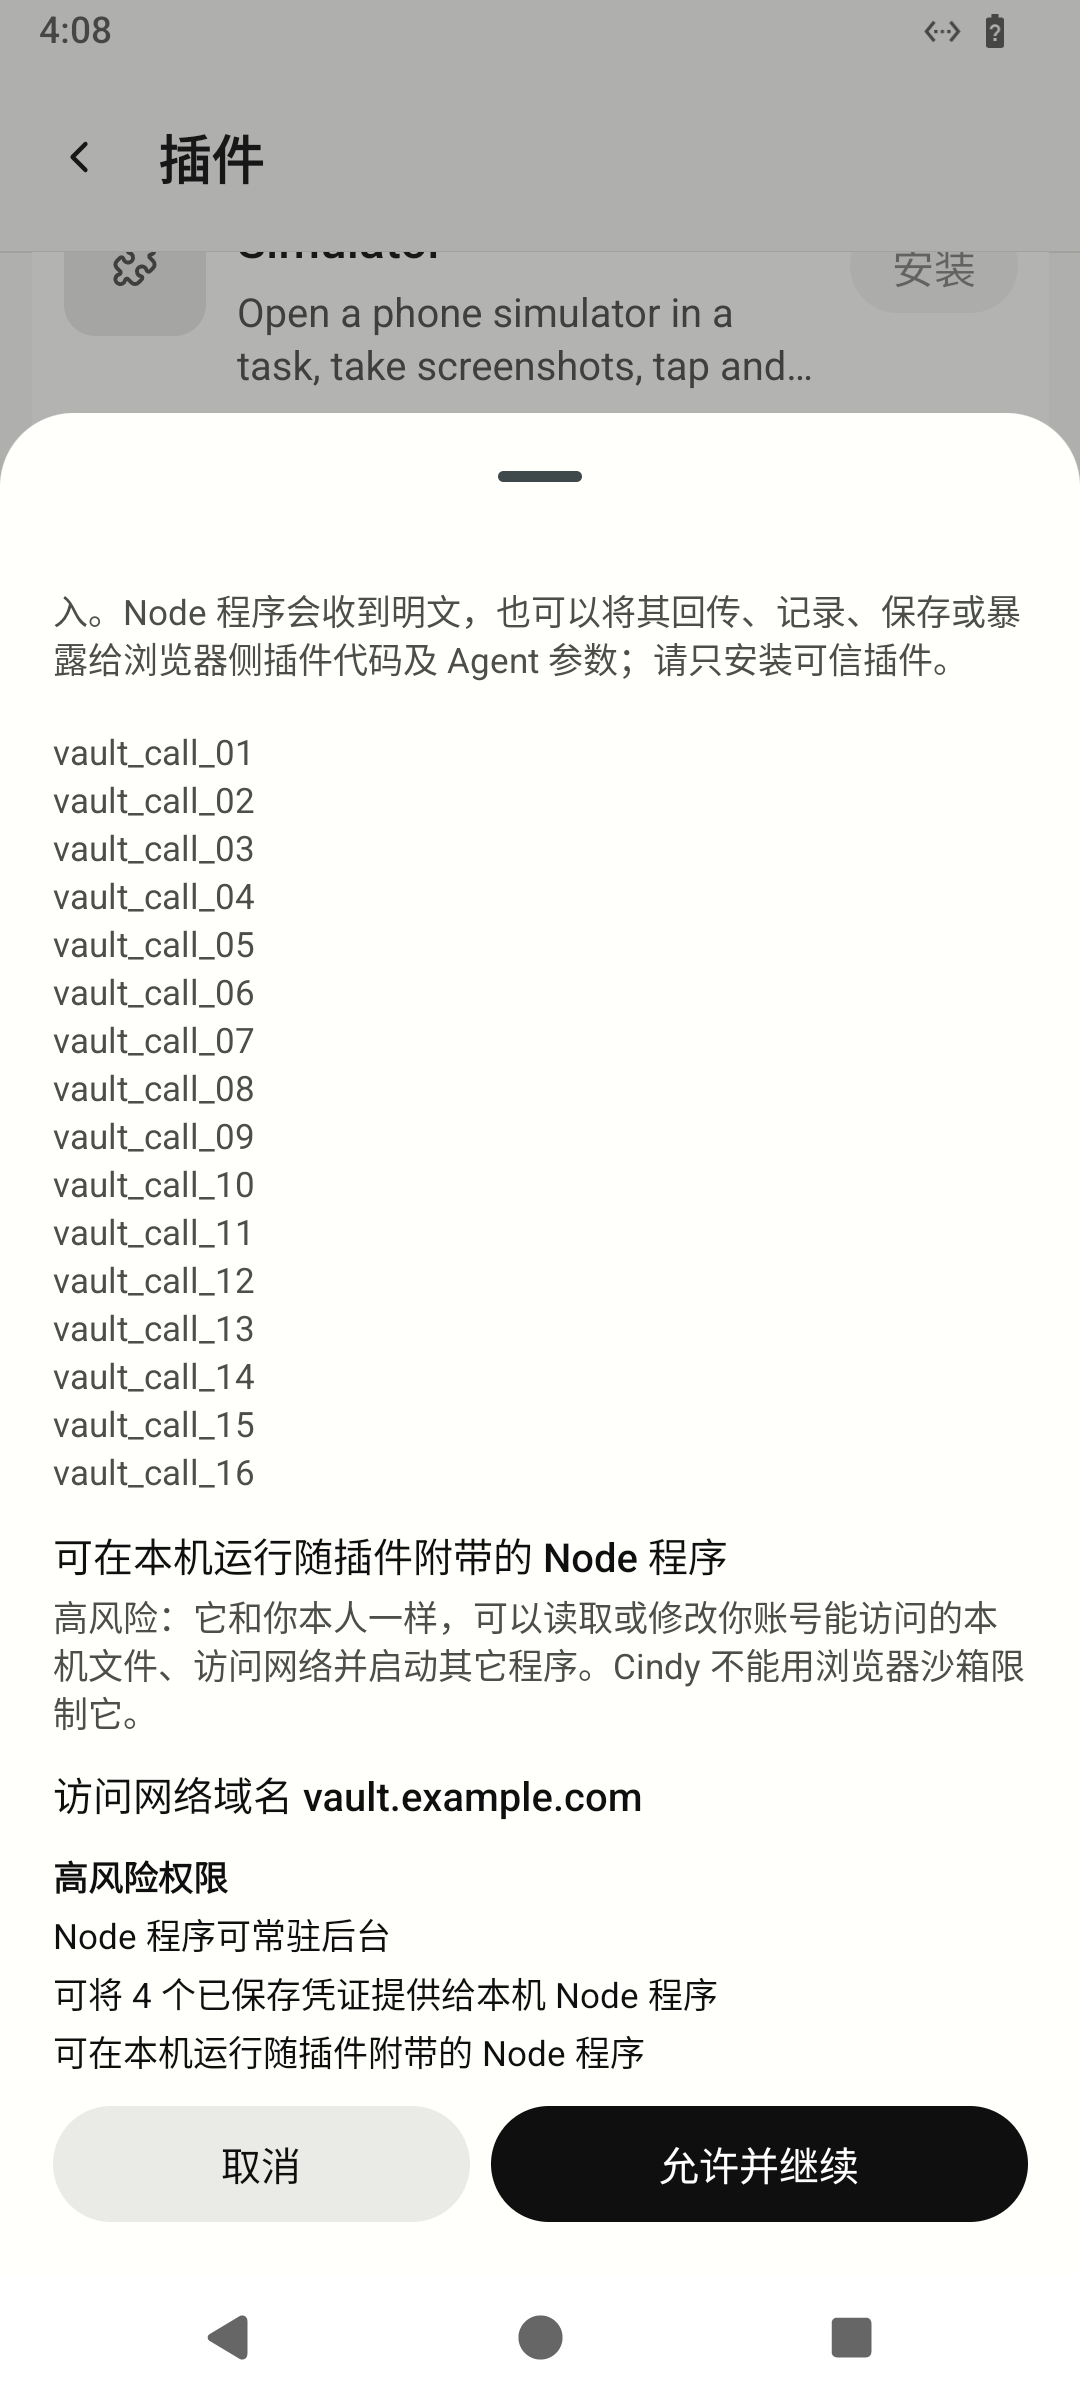 4:08
插件
Simulator
安装
Open a phone simulator in a
task, take screenshots, tap and...
入。Node 程序会收到明文，也可以将其回传、记录、保存或暴
露给浏览器侧插件代码及 Agent 参数；请只安装可信插件。
vault_call_01
vault_call_02
vault_call_03
vault_call_04
vault_call_05
vault_call_06
vault_call_07
vault_call_08
vault_call_09
vault_call_10
vault_call_11
vault_call_12
vault_call_13
vault_call_14
vault_call_15
vault_call_16
可在本机运行随插件附带的 Node 程序
高风险：它和你本人一样，可以读取或修改你账号能访问的本
机文件、访问网络并启动其它程序。Cindy 不能用浏览器沙箱限
制它。
访问网络域名 vault.example.com
高风险权限
Node 程序可常驻后台
可将 4 个已保存凭证提供给本机 Node 程序
可在本机运行随插件附带的 Node 程序
取消
允许并继续